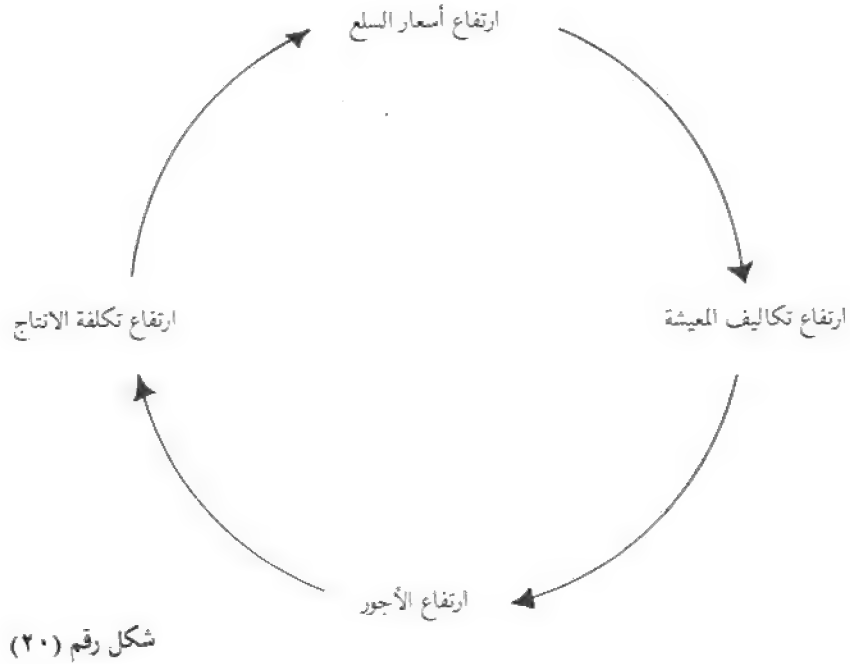 ارتفاع أسعار السلع
ارتفاع تكاليف المعيشة
ارتفاع تكلفة الانتاج
ارتفاع الأجور
شكل رقم (٢٠)